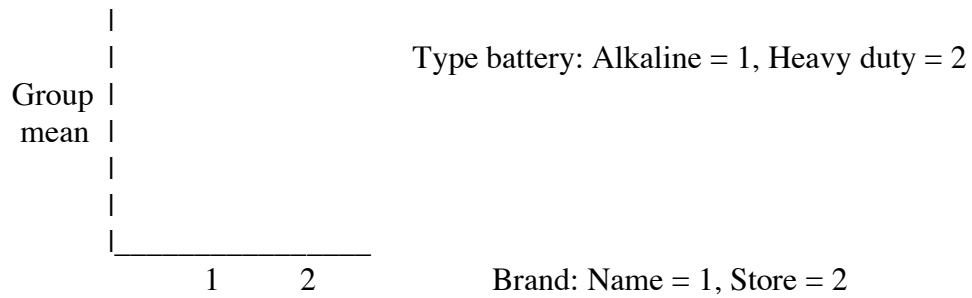 Type battery: Alkaline = 1, Heavy duty = 2
Group
mean
1 2
Brand: Name = 1, Store = 2